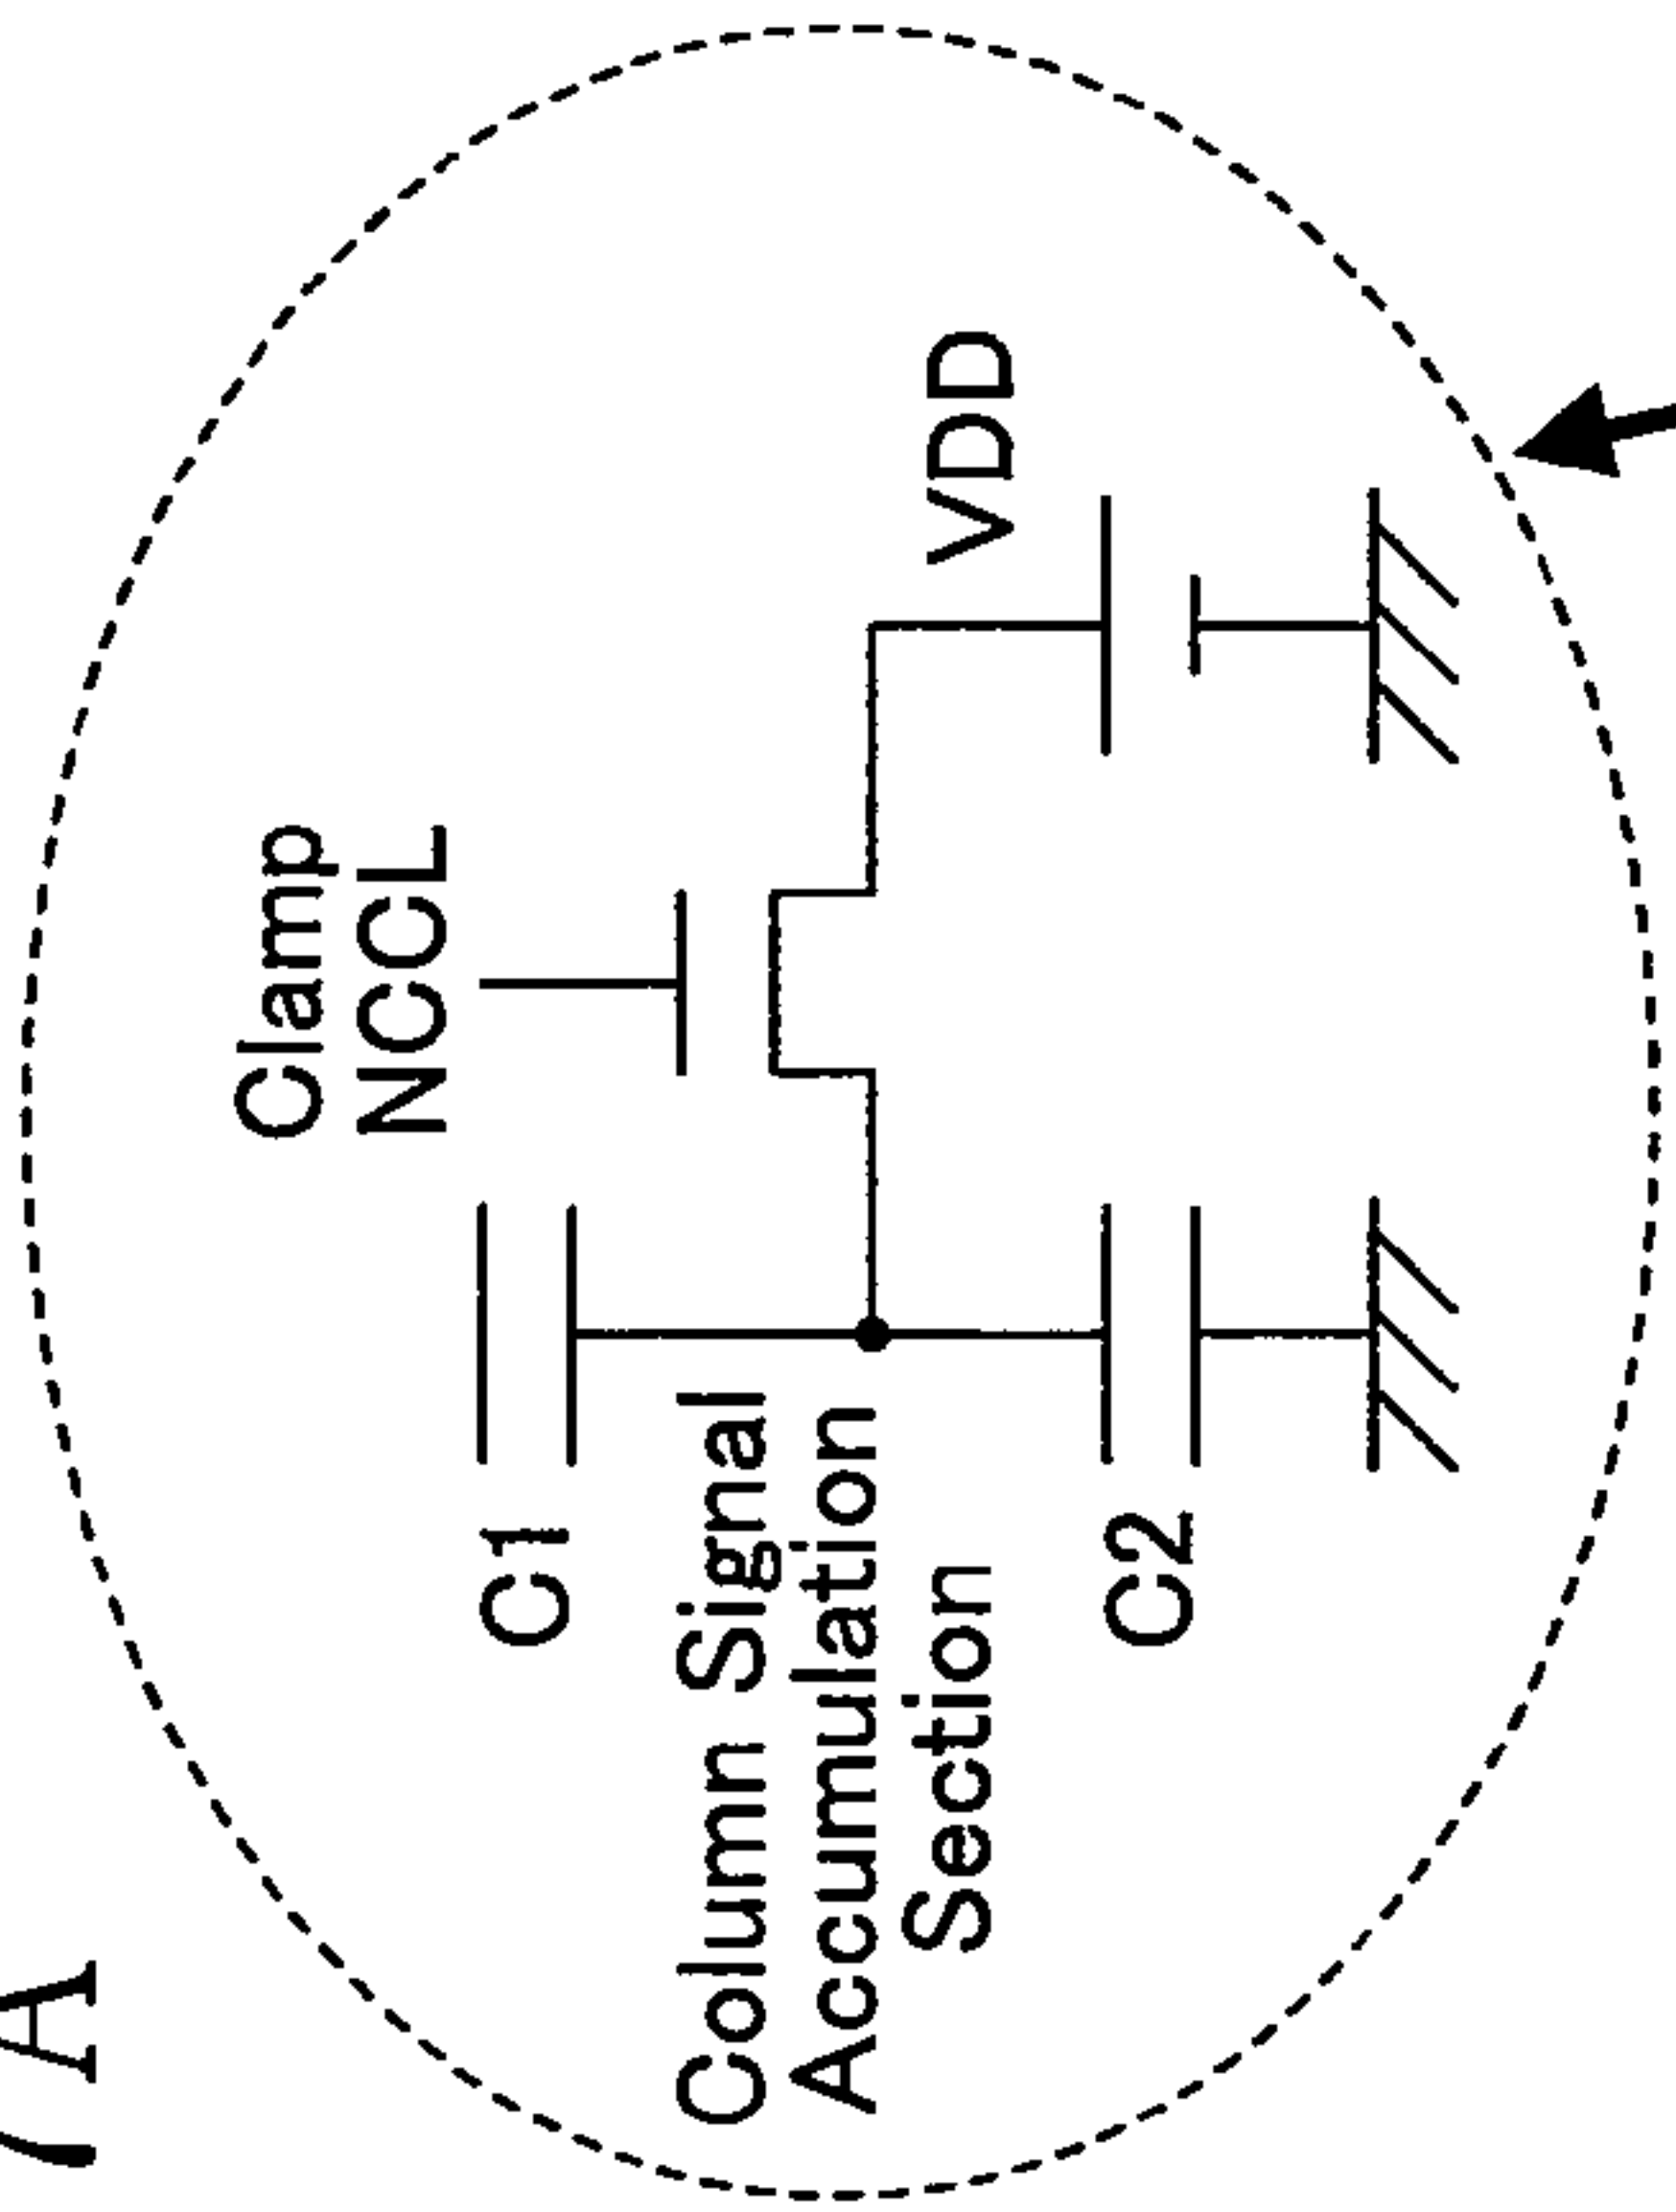 Clamp
NCCL
C1
Column Signal
Accumulation
Section
C2
VDD